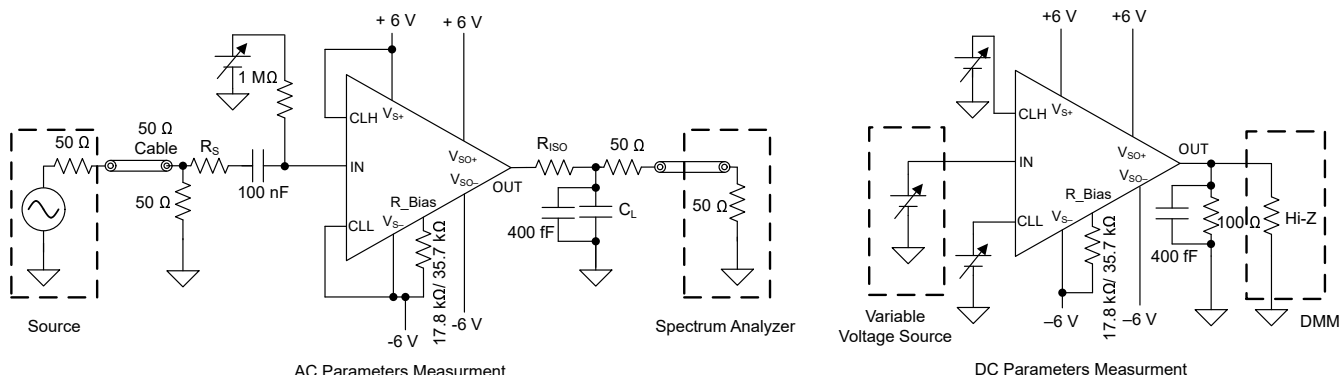 + 6 V
+ 6 V
1 MΩ
50 Ω
50 Ω
Cable
R_S
100 nF
50 Ω
CLH
V_S+
IN
V_SO+
V_SO–
OUT
R_Bias
CLL
V_S–
17.8 kΩ/ 35.7 kΩ
-6 V
-6 V
R_ISO
50 Ω
400 fF
C_L
50 Ω
Source
Spectrum Analyzer
AC Parameters Measurment
+6 V
+6 V
CLH
V_S+
IN
V_SO+
V_SO–
OUT
R_Bias
CLL
V_S–
17.8 kΩ/ 35.7 kΩ
–6 V
–6 V
400 fF
100 Ω
Hi-Z
Variable
Voltage Source
DMM
DC Parameters Measurment